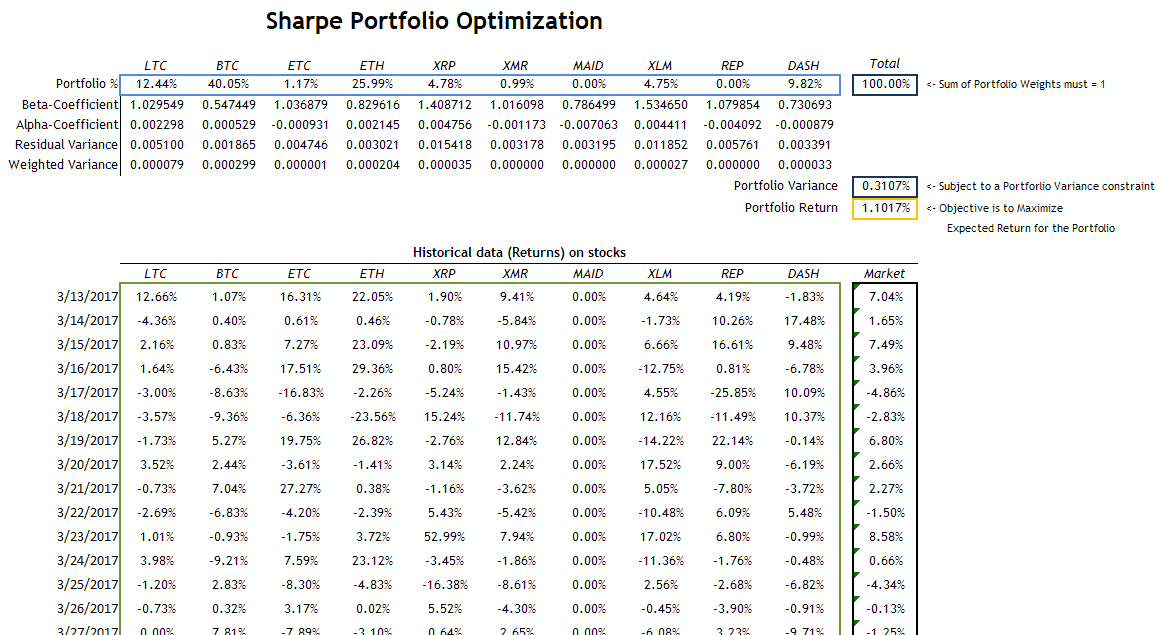 Sharpe Portfolio Optimization
LTC BTC ETC ETH XRP XMR MAID XLM REP DASH Total
Portfolio % 12.44% 40.05% 1.17% 25.99% 4.78% 0.99% 0.00% 4.75% 0.00% 9.82% 100.00% <- Sum of Portfolio Weights must = 1
Beta-Coefficient 1.029549 0.547449 1.036879 0.829616 1.408712 1.016098 0.786499 1.534650 1.079854 0.730693
Alpha-Coefficient 0.002298 0.000529 -0.000931 0.002145 0.004756 -0.001173 -0.007063 0.004411 -0.004092 -0.000879
Residual Variance 0.005100 0.001865 0.004746 0.003021 0.015418 0.003178 0.003195 0.011852 0.005761 0.003391
Weighted Variance 0.000079 0.000299 0.000001 0.000204 0.000035 0.000000 0.000000 0.000027 0.000000 0.000033
Portfolio Variance 0.3107% <- Subject to a Portforlio Variance constraint
Portfolio Return 1.1017% <- Objective is to Maximize
Expected Return for the Portfolio
Historical data (Returns) on stocks
LTC BTC ETC ETH XRP XMR MAID XLM REP DASH Market
3/13/2017 12.66% 1.07% 16.31% 22.05% 1.90% 9.41% 0.00% 4.64% 4.19% -1.83% 7.04%
3/14/2017 -4.36% 0.40% 0.61% 0.46% -0.78% -5.84% 0.00% -1.73% 10.26% 17.48% 1.65%
3/15/2017 2.16% 0.83% 7.27% 23.09% -2.19% 10.97% 0.00% 6.66% 16.61% 9.48% 7.49%
3/16/2017 1.64% -6.43% 17.51% 29.36% 0.80% 15.42% 0.00% -12.75% 0.81% -6.78% 3.96%
3/17/2017 -3.00% -8.63% -16.83% -2.26% -5.24% -1.43% 0.00% 4.55% -25.85% 10.09% -4.86%
3/18/2017 -3.57% -9.36% -6.36% -23.56% 15.24% -11.74% 0.00% 12.16% -11.49% 10.37% -2.83%
3/19/2017 -1.73% 5.27% 19.75% 26.82% -2.76% 12.84% 0.00% -14.22% 22.14% -0.14% 6.80%
3/20/2017 3.52% 2.44% -3.61% -1.41% 3.14% 2.24% 0.00% 17.52% 9.00% -6.19% 2.66%
3/21/2017 -0.73% 7.04% 27.27% 0.38% -1.16% -3.62% 0.00% 5.05% -7.80% -3.72% 2.27%
3/22/2017 -2.69% -6.83% -4.20% -2.39% 5.43% -5.42% 0.00% -10.48% 6.09% 5.48% -1.50%
3/23/2017 1.01% -0.93% -1.75% 3.72% 52.99% 7.94% 0.00% 17.02% 6.80% -0.99% 8.58%
3/24/2017 3.98% -9.21% 7.59% 23.12% -3.45% -1.86% 0.00% -11.36% -1.76% -0.48% 0.66%
3/25/2017 -1.20% 2.83% -8.30% -4.83% -16.38% -8.61% 0.00% 2.56% -2.68% -6.82% -4.34%
3/26/2017 -0.73% 0.32% 3.17% 0.02% 5.52% -4.30% 0.00% -0.45% -3.90% -0.91% -0.13%
3/27/2017 0.00% 7.81% -7.89% -3.10% 0.64% 2.65% 0.00% -6.08% 3.23% -9.71% -1.25%